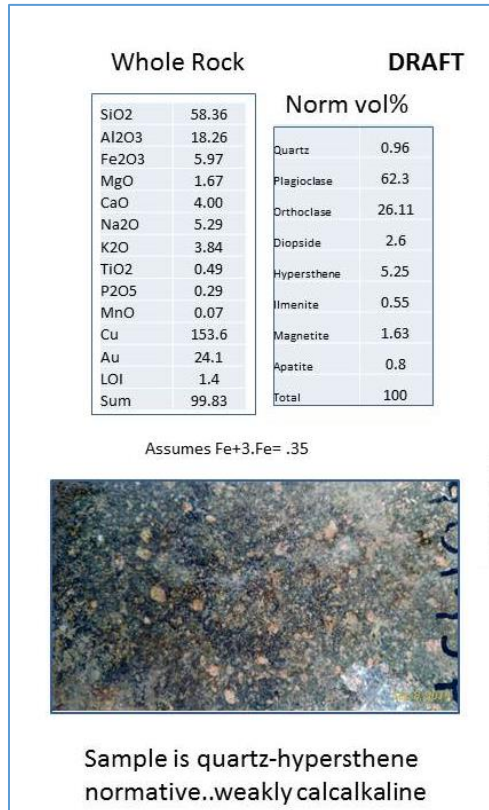 Whole Rock
DRAFT
SiO2 58.36
Al2O3 18.26
Fe2O3 5.97
MgO 1.67
CaO 4.00
Na2O 5.29
K2O 3.84
TiO2 0.49
P2O5 0.29
MnO 0.07
Cu 153.6
Au 24.1
LOI 1.4
Sum 99.83
Norm vol%
Quartz 0.96
Plagioclase 62.3
Orthoclase 26.11
Diopside 2.6
Hypersthene 5.25
Ilmenite 0.55
Magnetite 1.63
Apatite 0.8
Total 100
Assumes Fe+3.Fe= .35
Sample is quartz-hypersthene
normative..weakly calcalkaline